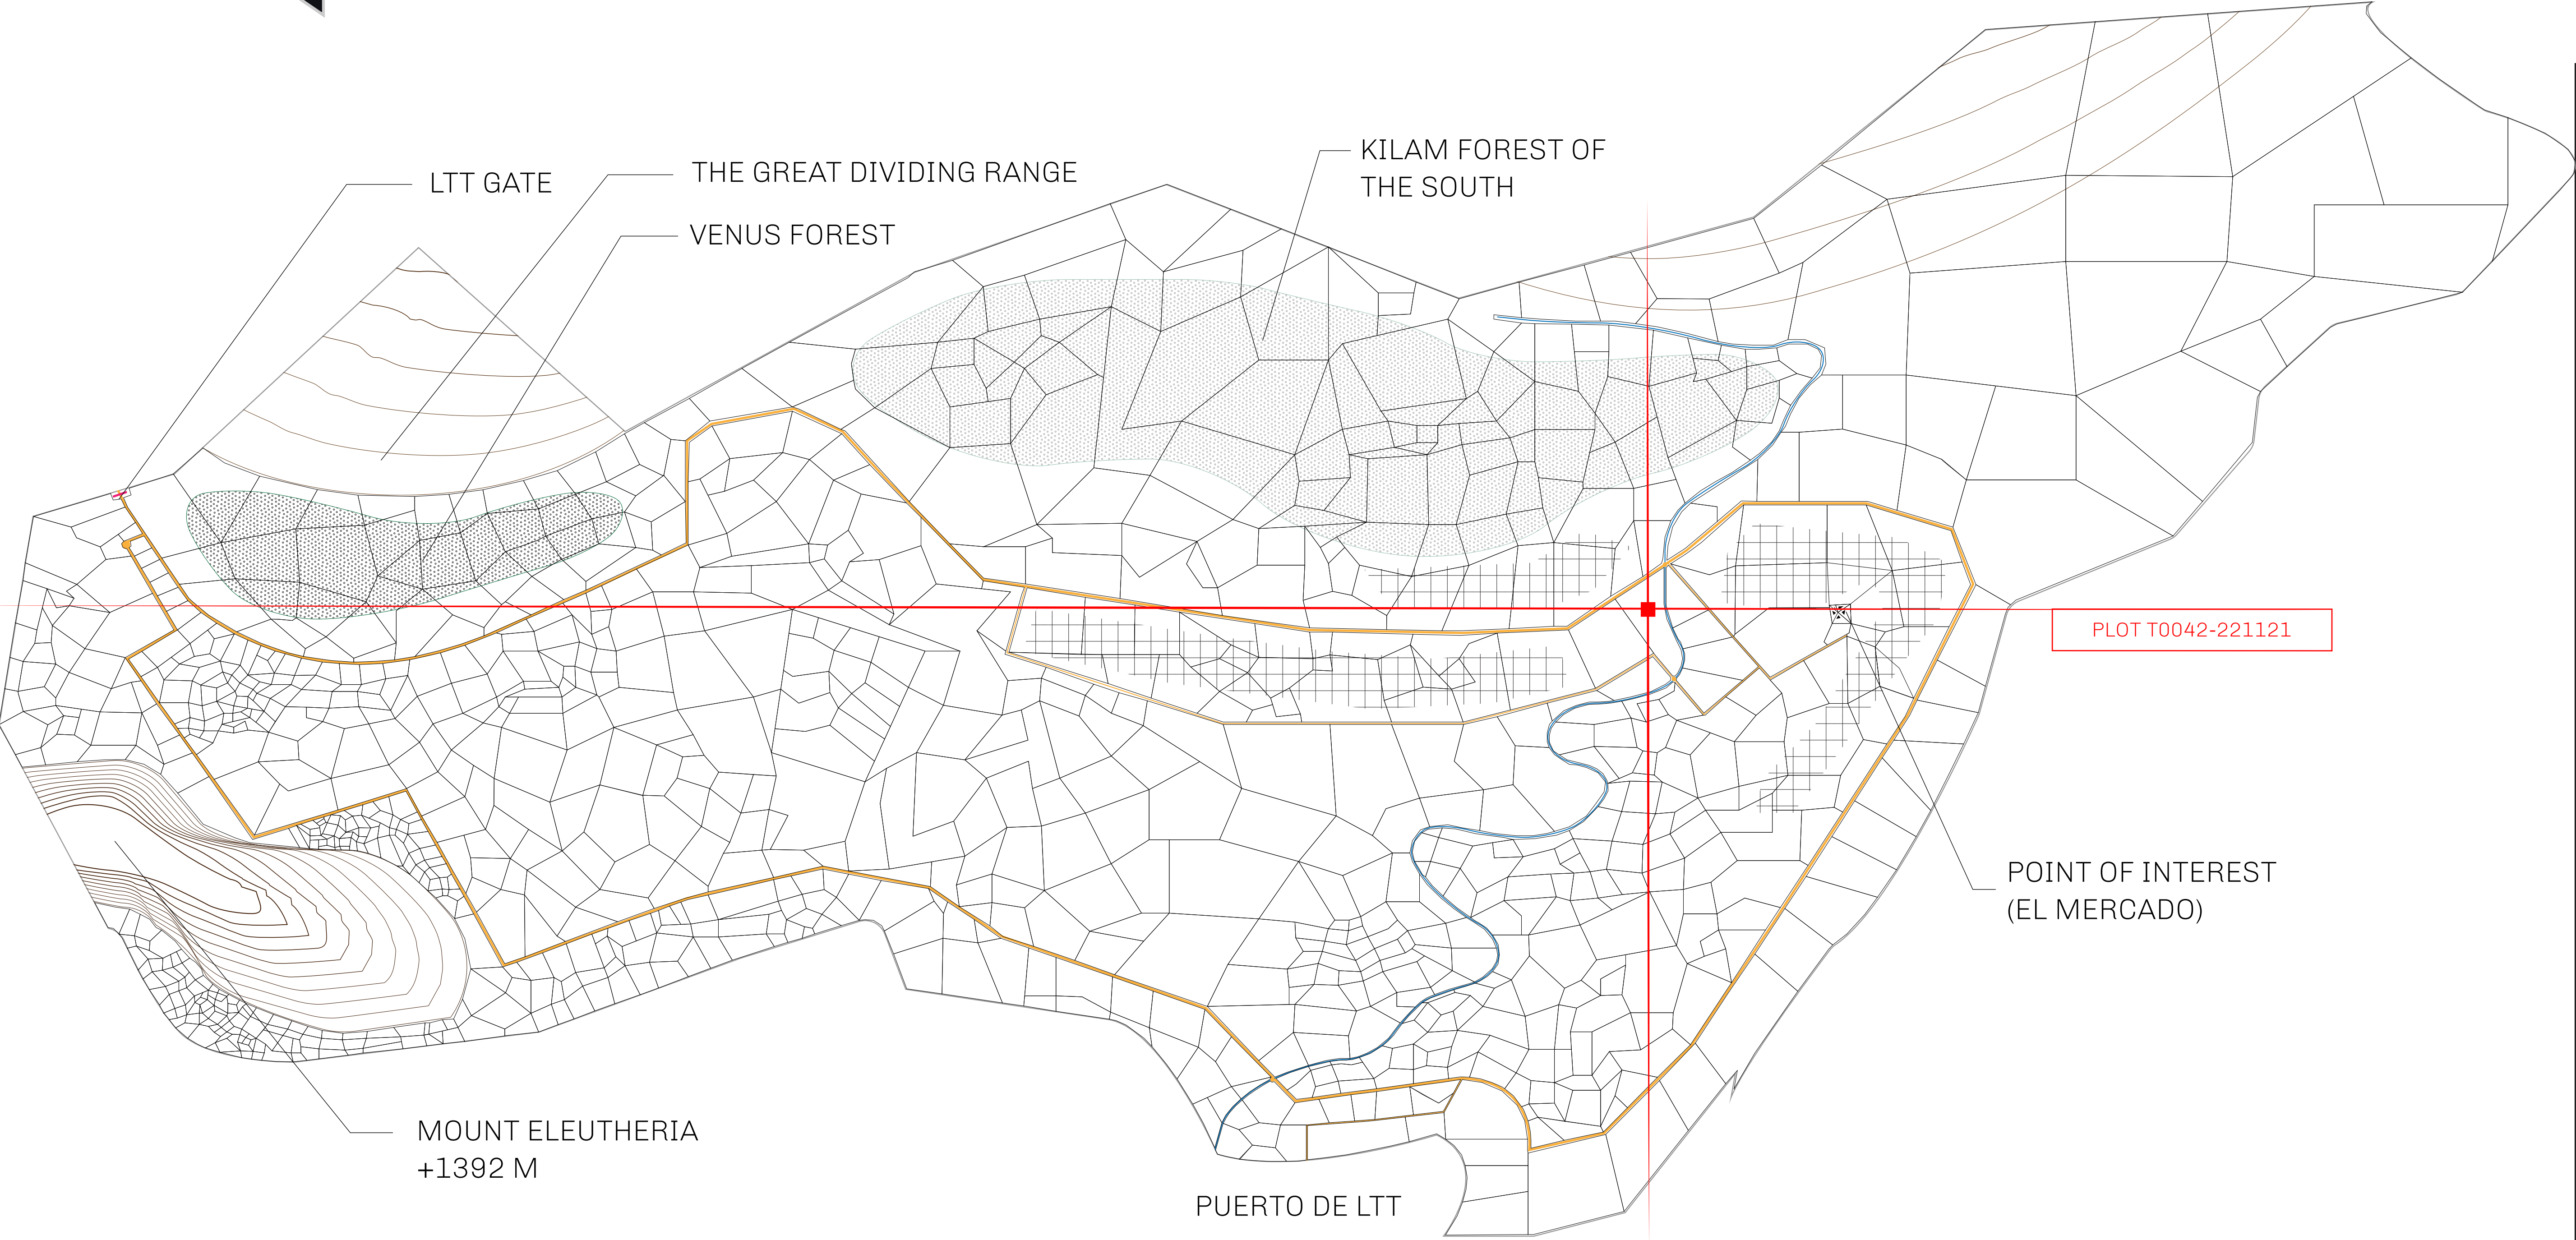 KILAM FOREST OF
THE SOUTH
LTT GATE
THE GREAT DIVIDING RANGE
VENUS FOREST
PLOT T0042-221121
POINT OF INTEREST
(EL MERCADO)
MOUNT ELEUTHERIA
+1392 M
PUERTO DE LTT